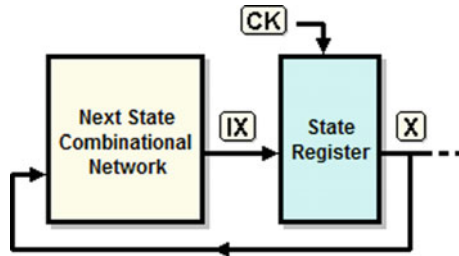 CK
Next State
Combinational
Network
IX
State
Register
X